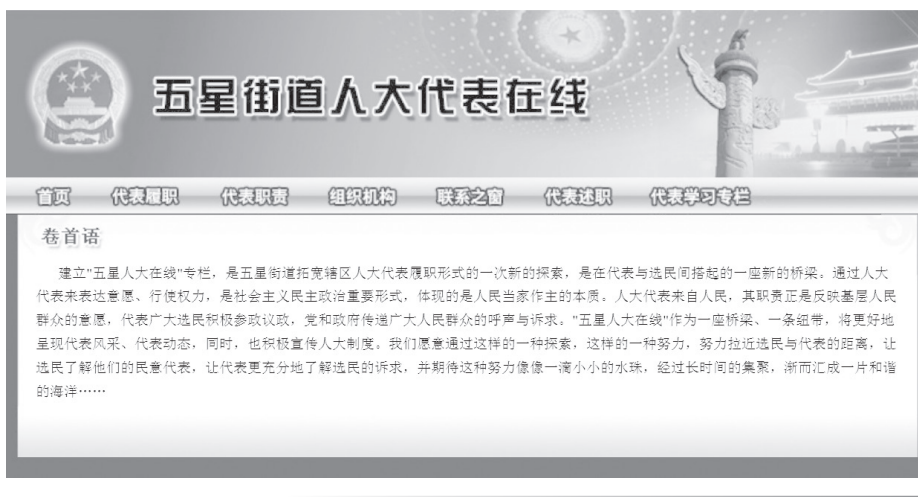 五星街道人大代表在线
首页 代表履职 代表职责 组织机构 联系之窗 代表述职 代表学习专栏
卷首语
建立"五星人大在线"专栏，是五星街道拓宽辖区人大代表履职形式的一次新的探索，是在代表与选民间搭起的一座新的桥梁。通过人大
代表来表达意愿、行使权力，是社会主义民主政治重要形式，体现的是人民当家作主的本质。人大代表来自人民，其职责正是反映基层人民
群众的意愿，代表广大选民积极参政议政，党和政府传递广大人民群众的呼声与诉求。"五星人大在线"作为一座桥梁、一条纽带，将更好地
呈现代表风采、代表动态，同时，也积极宣传人大制度。我们愿意通过这样的一种探索，这样的一种努力，努力拉近选民与代表的距离，让
选民了解他们的民意代表，让代表更充分地了解选民的诉求，并期待这种努力像像一滴小小的水珠，经过长时间的集聚，渐而汇成一片和谐
的海洋……